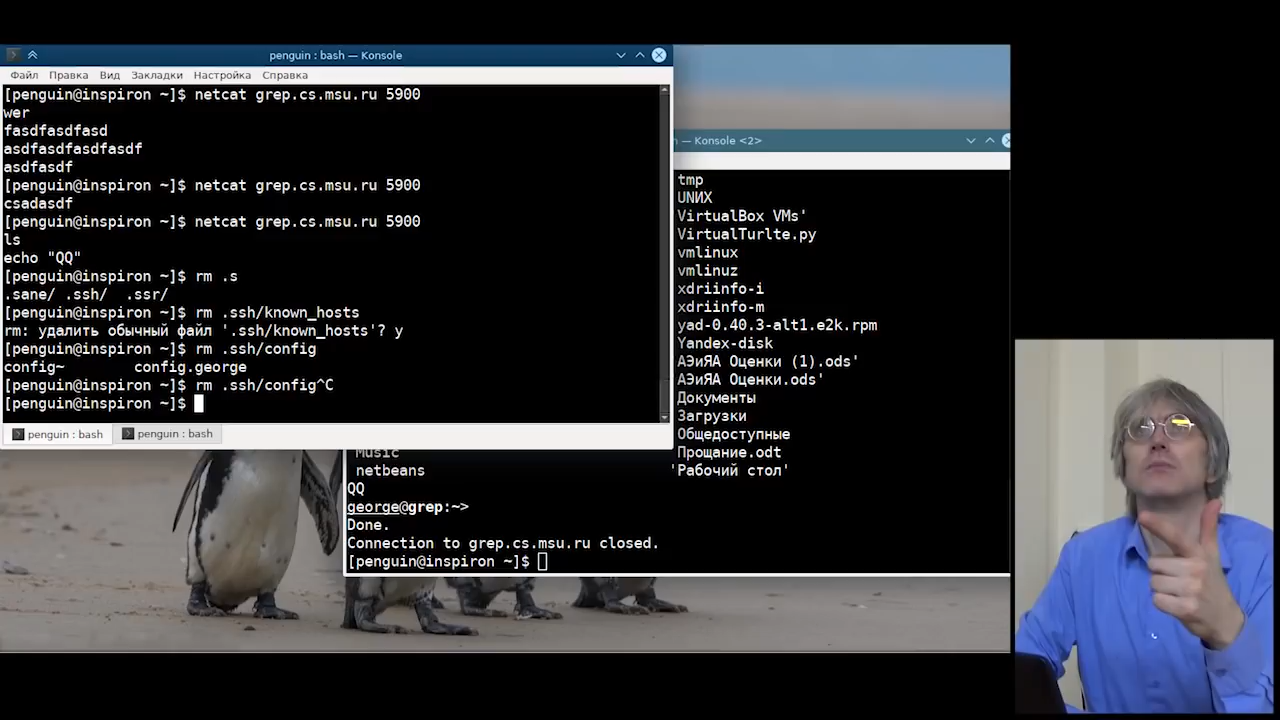 penguin : bash — Konsole
Файл Правка Вид Закладки Настройка Справка
[penguin@inspiron ~]$ netcat grep.cs.msu.ru 5900
wer
fasdfasdfasd
asdfasdfasdfasdf
asdfasdf
[penguin@inspiron ~]$ netcat grep.cs.msu.ru 5900
csadasdf
[penguin@inspiron ~]$ netcat grep.cs.msu.ru 5900
ls
echo "QQ"
[penguin@inspiron ~]$ rm .s
.sane/ .ssh/ .ssr/
[penguin@inspiron ~]$ rm .ssh/known_hosts
rm: удалить обычный файл '.ssh/known_hosts'? y
[penguin@inspiron ~]$ rm .ssh/config
config~ config.george
[penguin@inspiron ~]$ rm .ssh/config^C
[penguin@inspiron ~]$
penguin : bash penguin : bash
— Konsole <2>
tmp
UNИX
VirtualBox VMs'
VirtualTurlte.py
vmlinux
vmlinuz
xdriinfo-i
xdriinfo-m
yad-0.40.3-alt1.e2k.rpm
Yandex-disk
АЭиЯА Оценки (1).ods'
АЭиЯА Оценки.ods'
Документы
Загрузки
Общедоступные
Music Прощание.odt
netbeans 'Рабочий стол'
QQ
george@grep:~>
Done.
Connection to grep.cs.msu.ru closed.
[penguin@inspiron ~]$